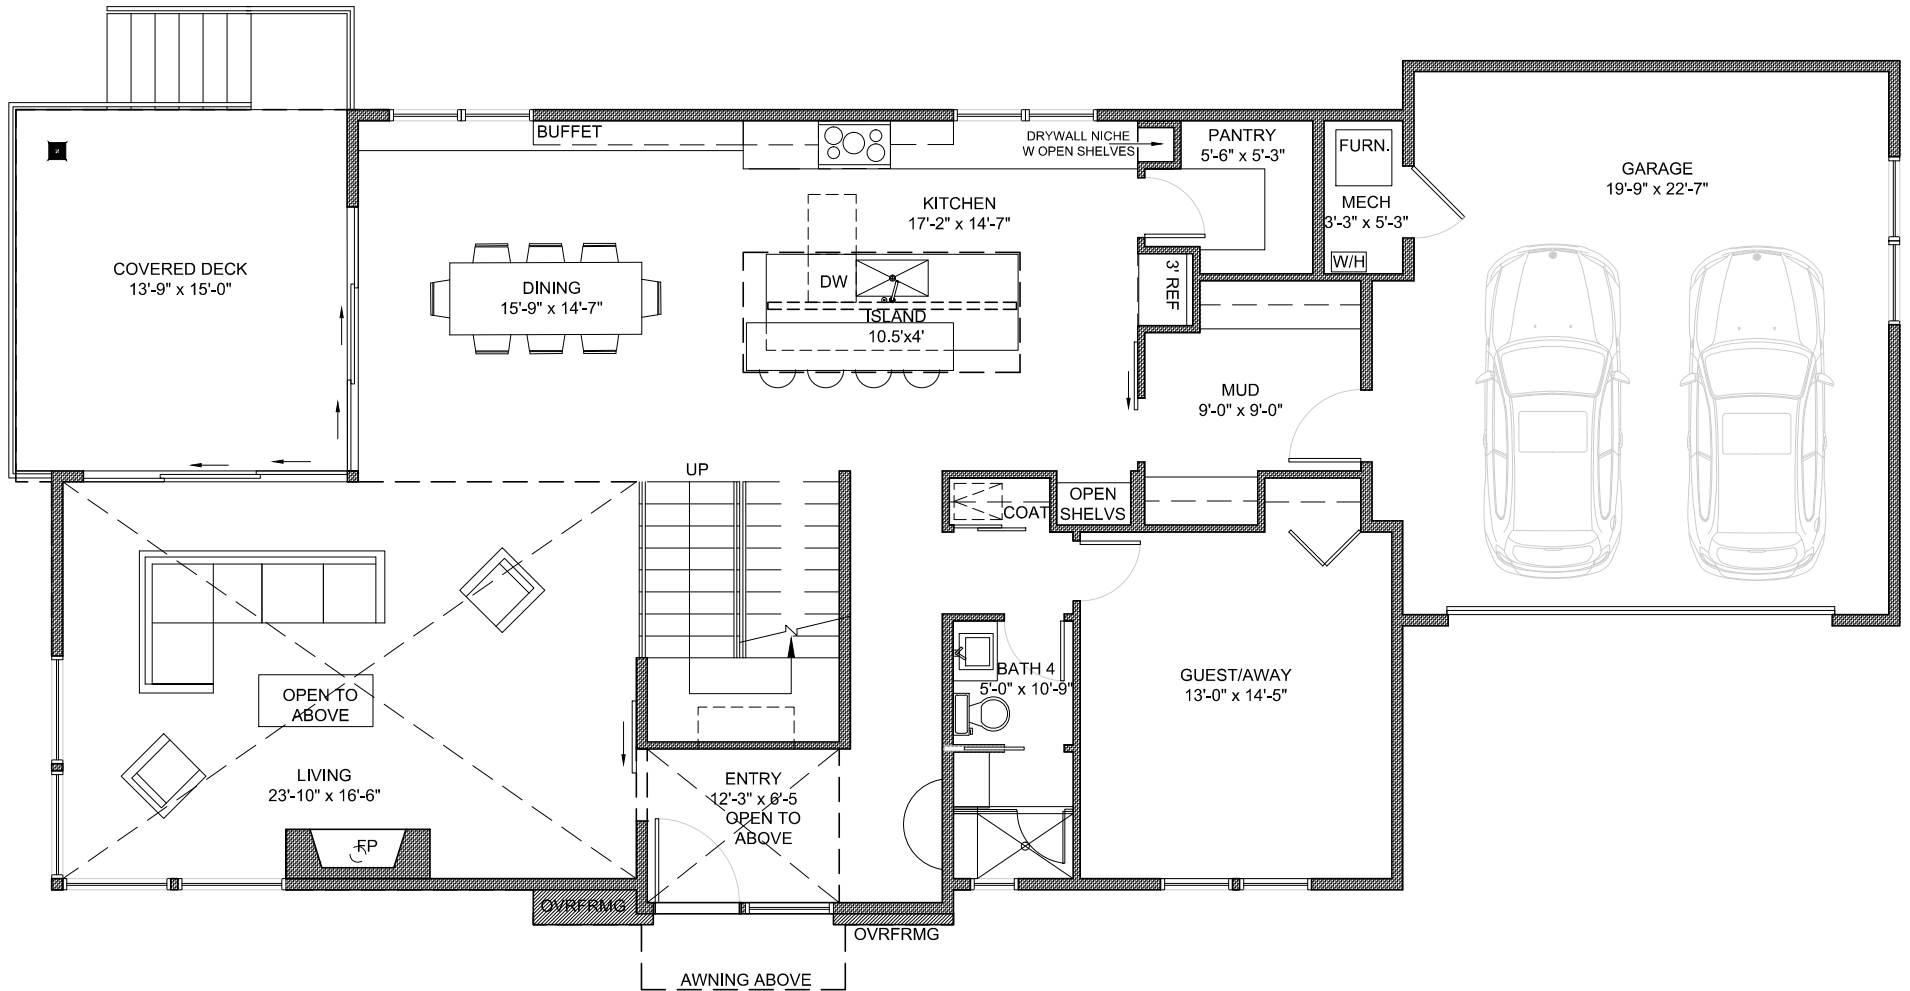 BUFFET
DRYWALL NICHE
W OPEN SHELVES
PANTRY
5'-6" x 5'-3"
FURN.
MECH
3'-3" x 5'-3"
W/H
GARAGE
19'-9" x 22'-7"
KITCHEN
17'-2" x 14'-7"
COVERED DECK
13'-9" x 15'-0"
DINING
15'-9" x 14'-7"
DW
ISLAND
10.5'x4'
3' REF
MUD
9'-0" x 9'-0"
UP
COAT
OPEN
SHELVS
OPEN TO
ABOVE
LIVING
23'-10" x 16'-6"
FP
ENTRY
12'-3" x 6'-5
OPEN TO
ABOVE
BATH 4
5'-0" x 10'-9"
GUEST/AWAY
13'-0" x 14'-5"
OVRFRMG
OVRFRMG
AWNING ABOVE